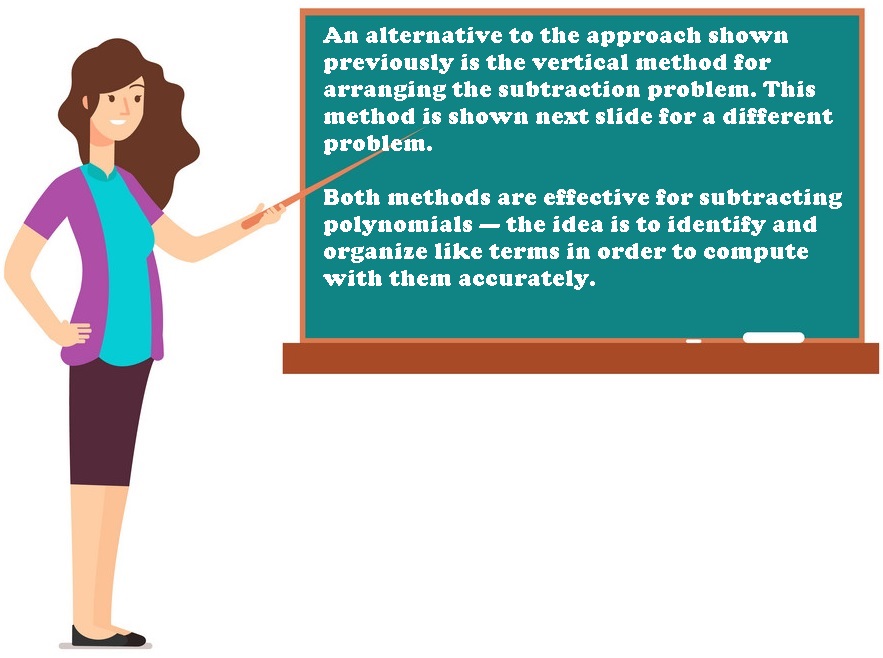 An alternative to the approach shown
previously is the vertical method for
arranging the subtraction problem. This
method is shown next slide for a different
problem.
Both methods are effective for subtracting
polynomials — the idea is to identify and
organize like terms in order to compute
with them accurately.